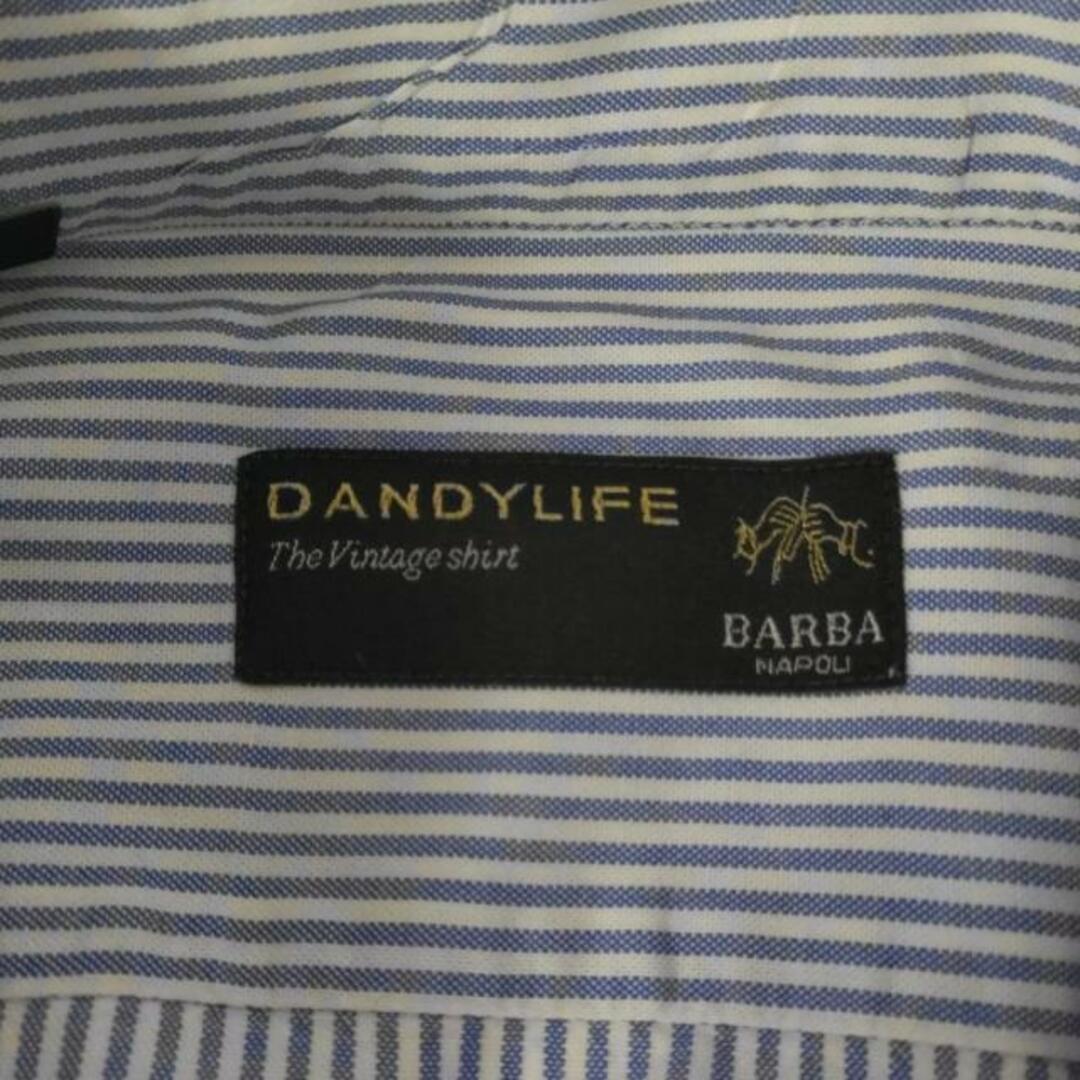 DANDYLIFE
The Vintage shirt
BARBA
NAPOLI